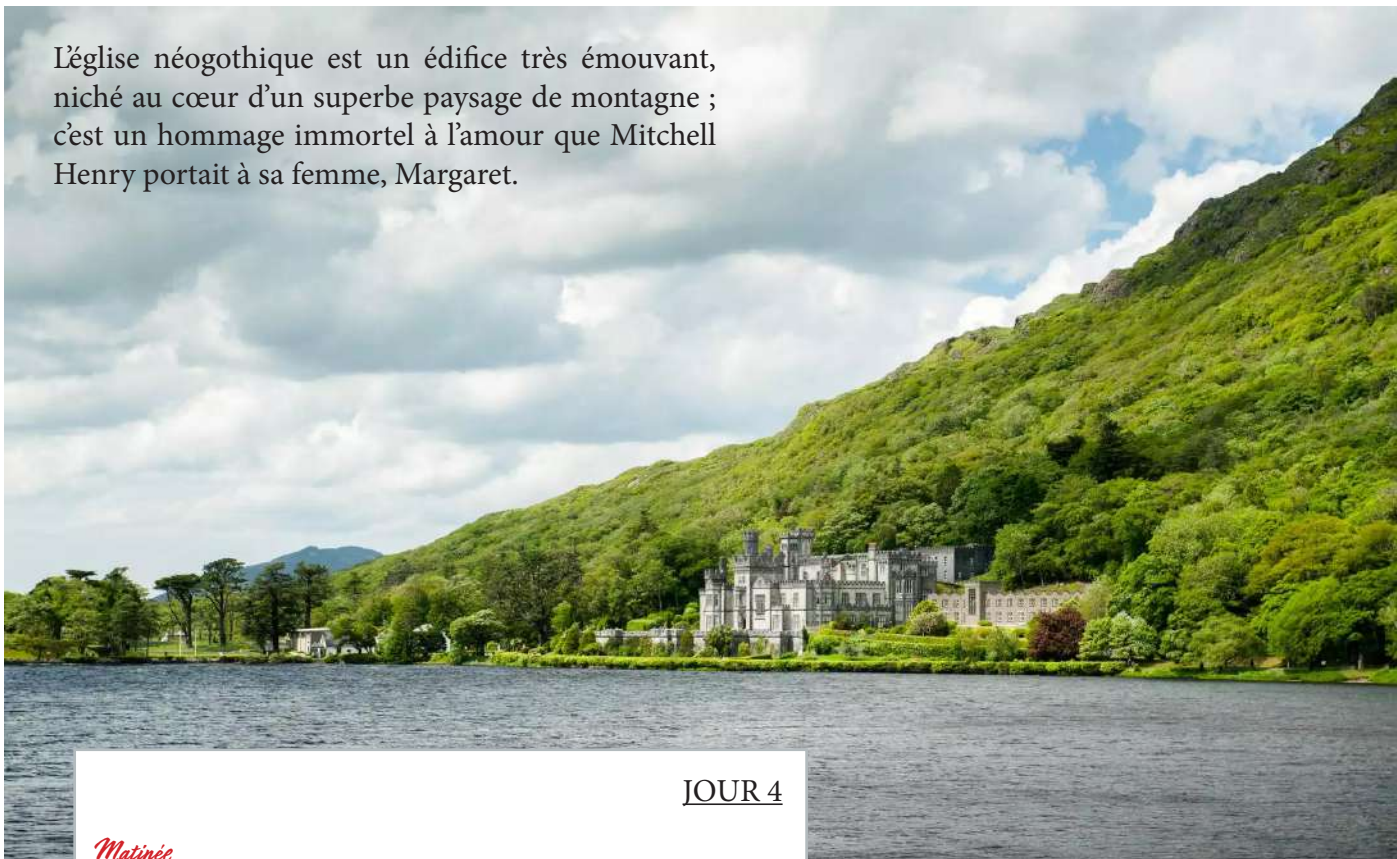 L'église néogothique est un édifice très émouvant,
niché au cœur d'un superbe paysage de montagne ;
c'est un hommage immortel à l'amour que Mitchell
Henry portait à sa femme, Margaret.
JOUR 4
Matinée